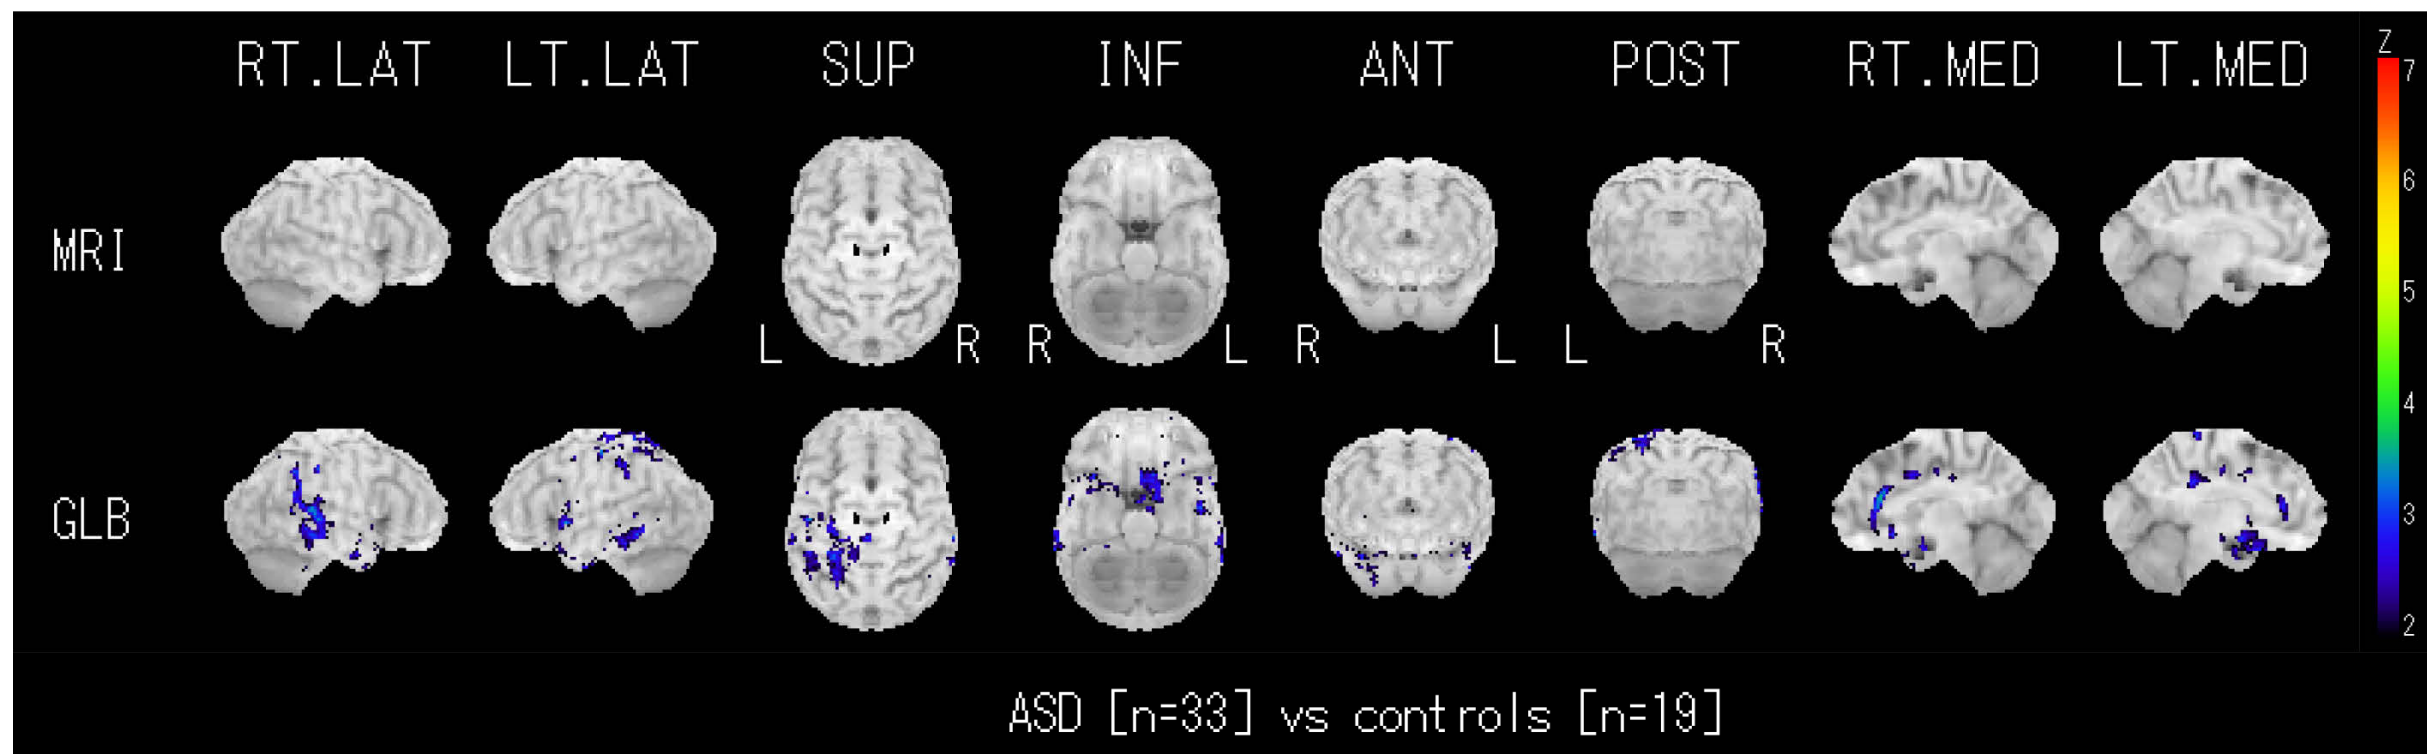 RT.LAT LT.LAT SUP INF ANT POST RT.MED LT.MED
Z
7
6
5
4
3
2
MRI
L R R L R L L R
GLB
ASD [n=33] vs controls [n=19]